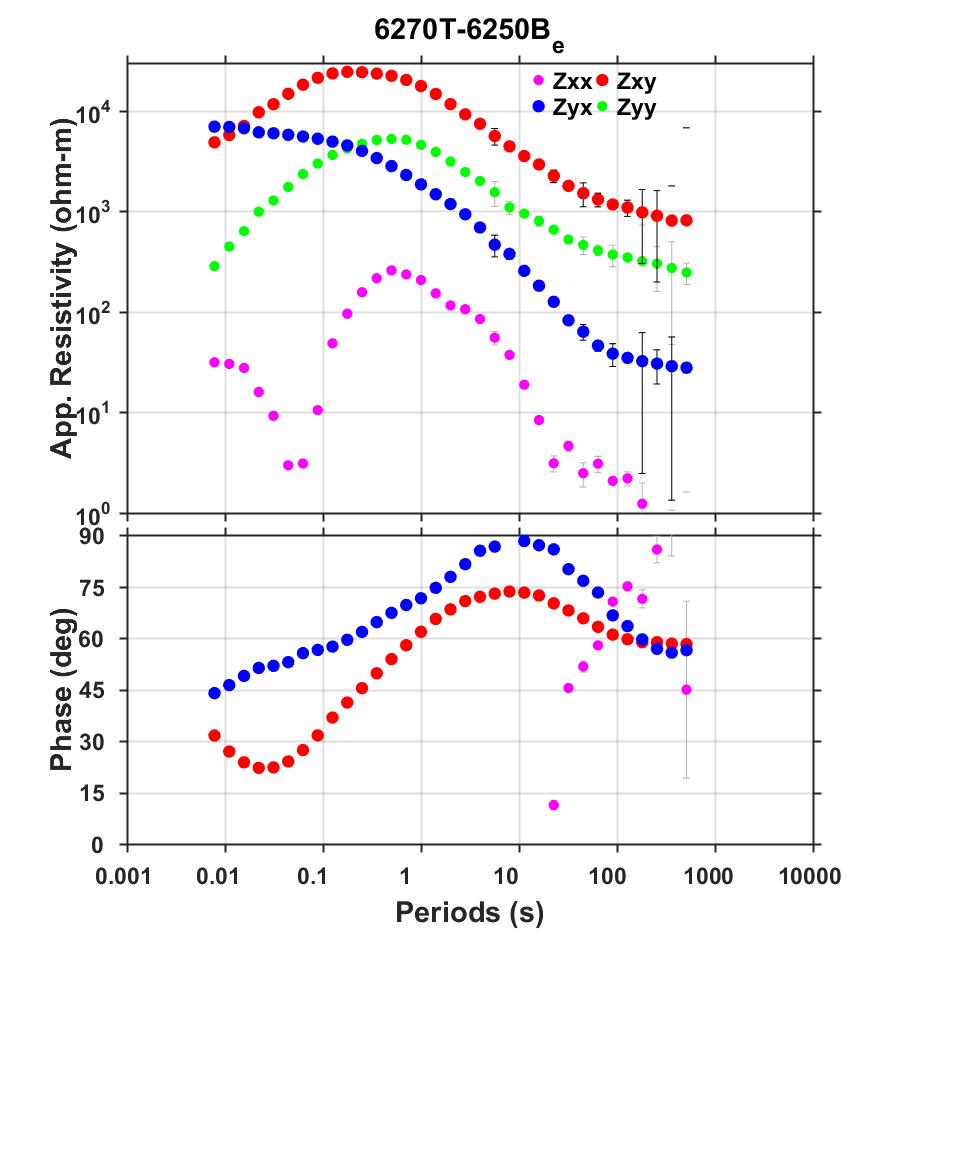 6270T-6250Be
Zxx Zxy
Zyx Zyy
App. Resistivity (ohm-m)
10^4
10^3
10^2
10^1
10^0
Phase (deg)
90
75
60
45
30
15
0
0.001 0.01 0.1 1 10 100 1000 10000
Periods (s)